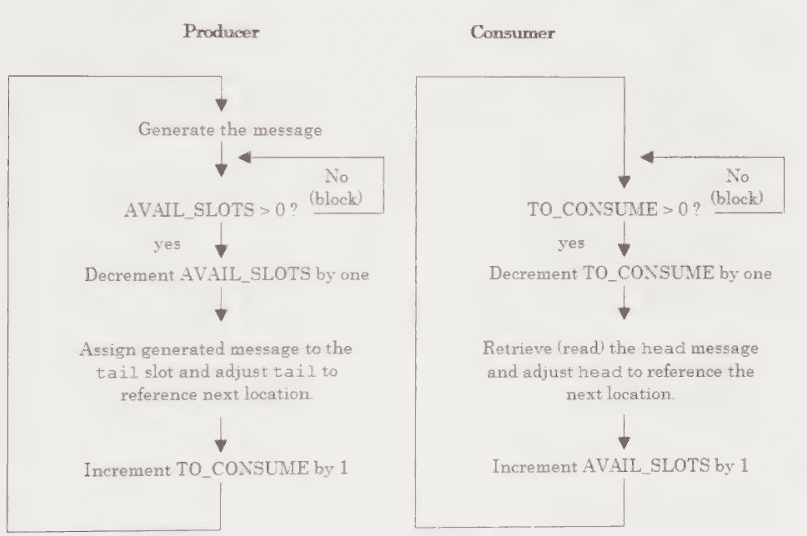 Producer
Generate the message
No
(block)
AVAIL_SLOTS > 0 ?
yes
Decrement AVAIL_SLOTS by one
Assign generated message to the
tail slot and adjust tail to
reference next location.
Increment TO_CONSUME by 1
Consumer
No
(block)
TO_CONSUME > 0 ?
yes
Decrement TO_CONSUME by one
Retrieve (read) the head message
and adjust head to reference the
next location.
Increment AVAIL_SLOTS by 1